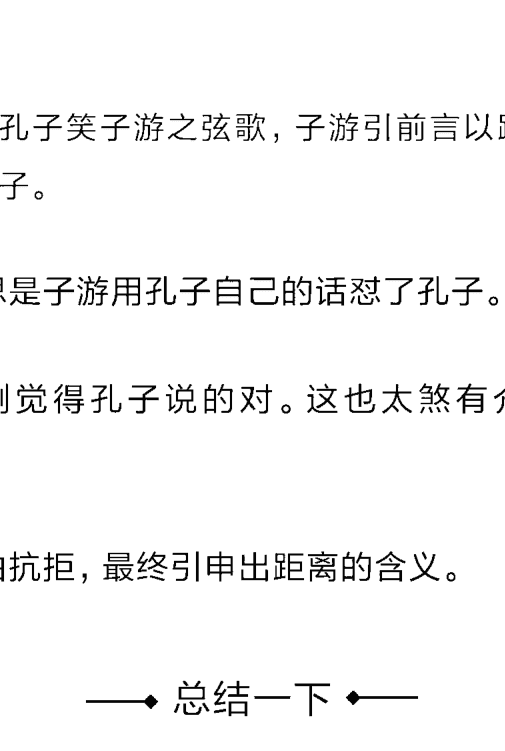 孔子笑子游之弦歌，子游引前言以
子。
是子游用孔子自己的话怼了孔子。
觉得孔子说的对。这也太煞有
抗拒，最终引申出距离的含义。
总结一下